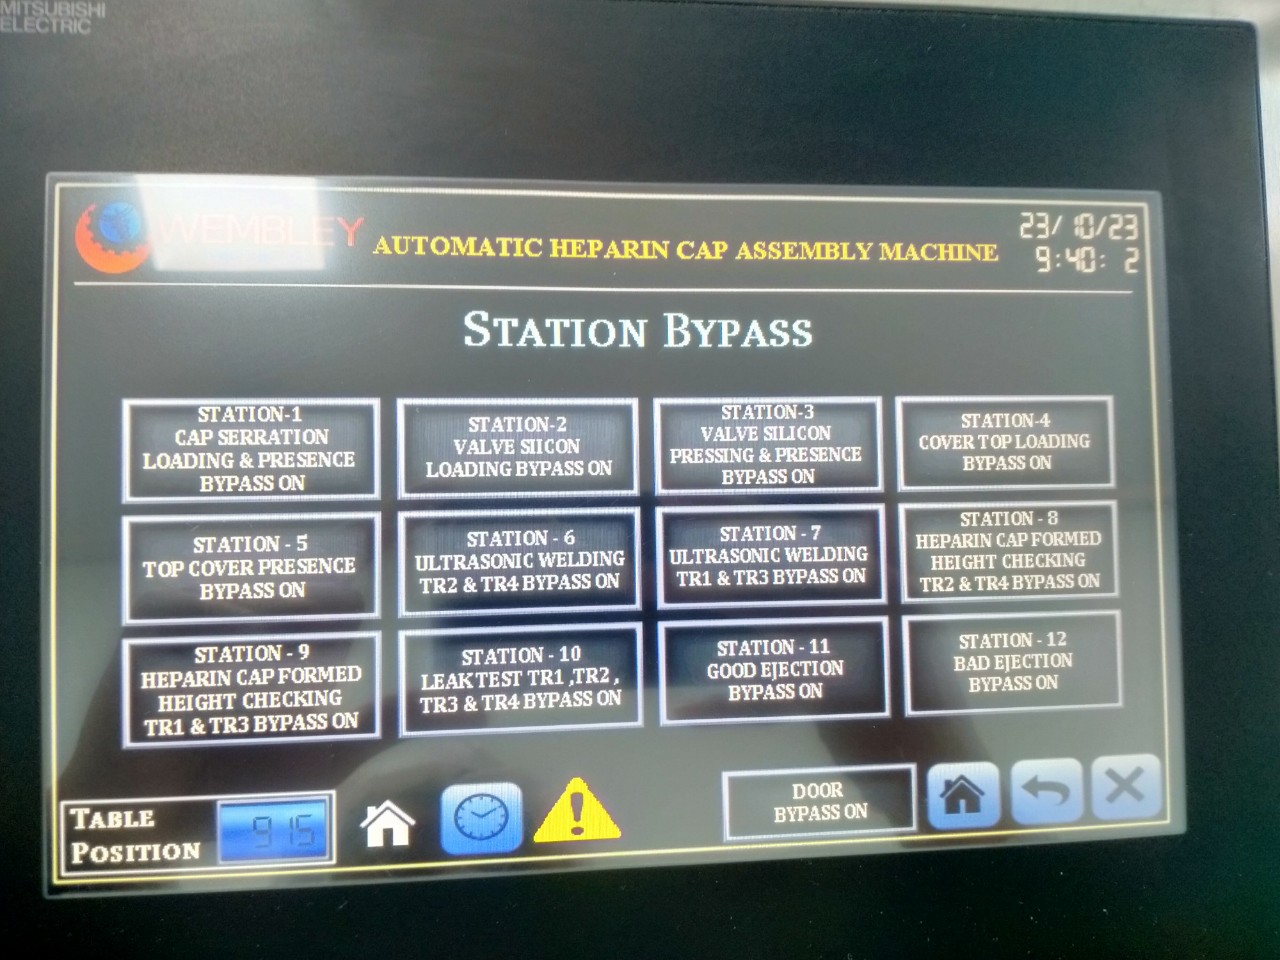 MITSUBISHI
ELECTRIC
WEMBLEY
AUTOMATIC HEPARIN CAP ASSEMBLY MACHINE
23/10/23
9:40: 2
STATION BYPASS
STATION-1
CAP SERRATION
LOADING & PRESENCE
BYPASS ON
STATION-2
VALVE SIICON
LOADING BYPASS ON
STATION-3
VALVE SILICON
PRESSING & PRESENCE
BYPASS ON
STATION-4
COVER TOP LOADING
BYPASS ON
STATION - 5
TOP COVER PRESENCE
BYPASS ON
STATION - 6
ULTRASONIC WELDING
TR2 & TR4 BYPASS ON
STATION - 7
ULTRASONIC WELDING
TR1 & TR3 BYPASS ON
STATION - 8
HEPARIN CAP FORMED
HEIGHT CHECKING
TR2 & TR4 BYPASS ON
STATION - 9
HEPARIN CAP FORMED
HEIGHT CHECKING
TR1 & TR3 BYPASS ON
STATION - 10
LEAK TEST TR1 ,TR2 ,
TR3 & TR4 BYPASS ON
STATION - 11
GOOD EJECTION
BYPASS ON
STATION - 12
BAD EJECTION
BYPASS ON
TABLE
POSITION
915
DOOR
BYPASS ON